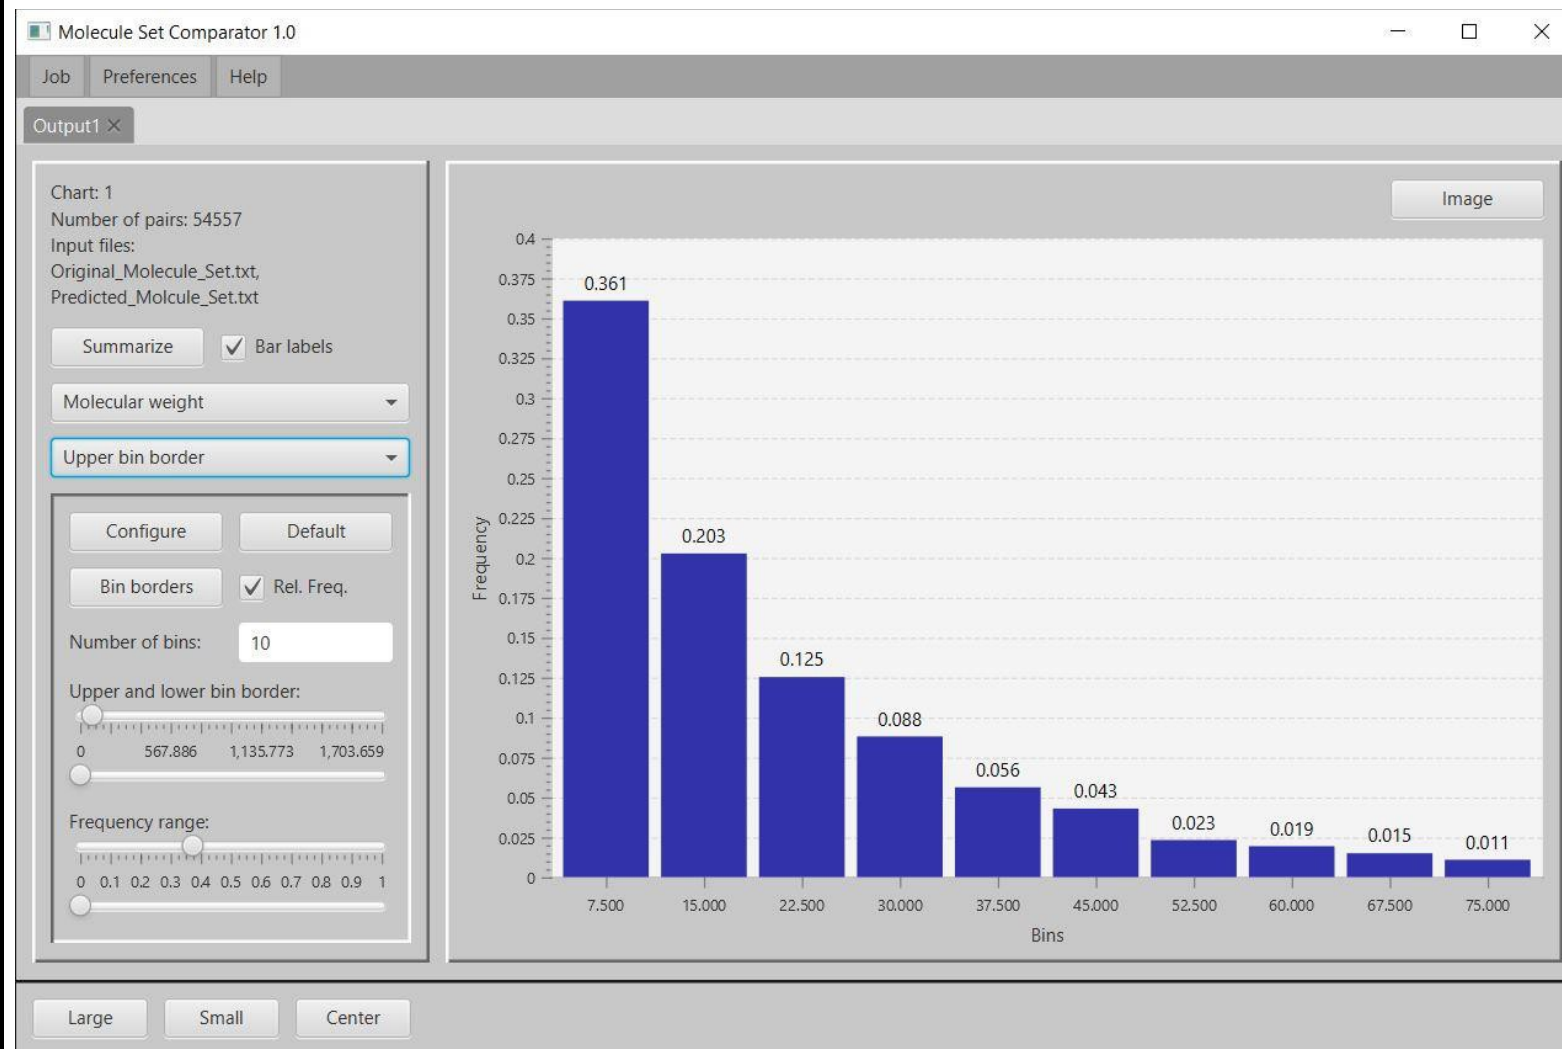 Molecule Set Comparator 1.0
Job Preferences Help
Output1
Chart: 1
Number of pairs: 54557
Input files:
Original_Molecule_Set.txt,
Predicted_Molcule_Set.txt
Summarize Bar labels
Molecular weight
Upper bin border
Configure Default
Bin borders Rel. Freq.
Number of bins: 10
Upper and lower bin border:
0 567.886 1,135.773 1,703.659
Frequency range:
0 0.1 0.2 0.3 0.4 0.5 0.6 0.7 0.8 0.9 1
Image
0.4
0.375
0.35
0.325
0.3
0.275
0.25
0.225
0.2
0.175
0.15
0.125
0.1
0.075
0.05
0.025
0
Frequency
0.361
0.203
0.125
0.088
0.056
0.043
0.023
0.019
0.015
0.011
7.500 15.000 22.500 30.000 37.500 45.000 52.500 60.000 67.500 75.000
Bins
Large Small Center